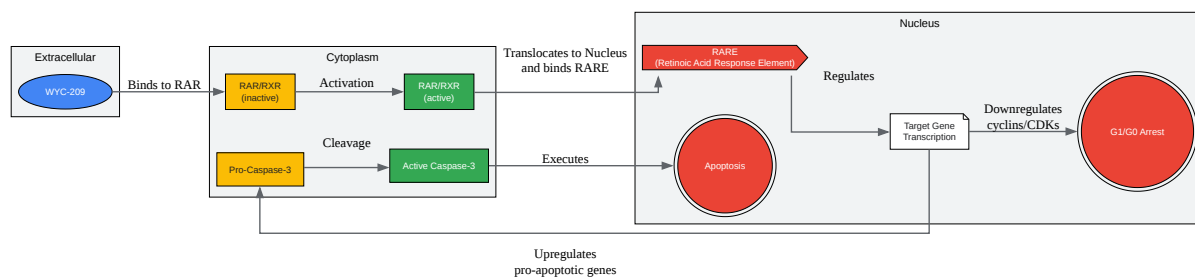 Extracellular
WYC-209
Binds to RAR
Cytoplasm
RAR/RXR
(inactive)
Activation
RAR/RXR
(active)
Pro-Caspase-3
Cleavage
Active Caspase-3
Translocates to Nucleus
and binds RARE
Executes
Nucleus
RARE
(Retinoic Acid Response Element)
Regulates
Apoptosis
Target Gene
Transcription
Downregulates
cyclins/CDKs
G1/G0 Arrest
Upregulates
pro-apoptotic genes